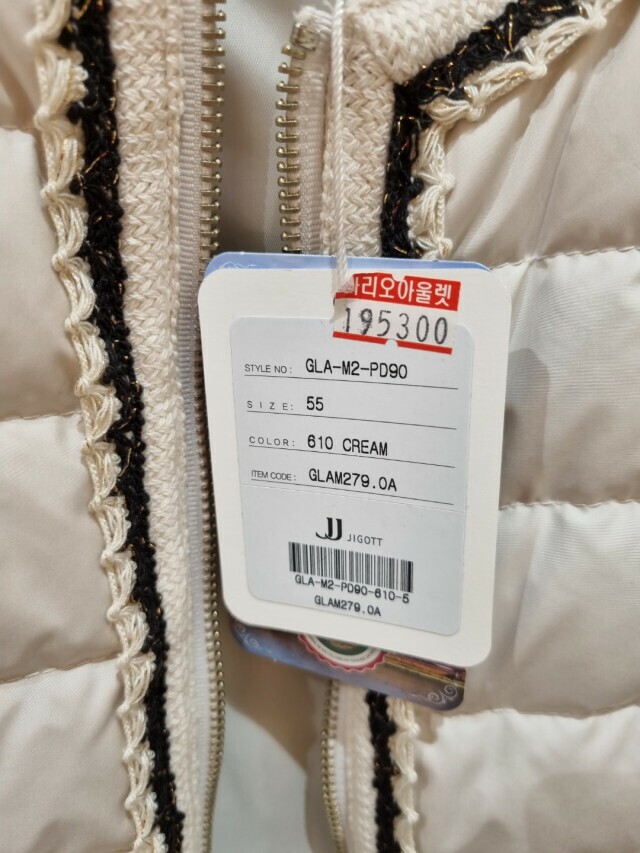 마리오아울렛
195300
STYLE NO: GLA-M2-PD90
SIZE: 55
COLOR: 610 CREAM
ITEM CODE: GLAM279.0A
JJ JIGOTT
GLA-M2-PD90-610-5
GLAM279.0A